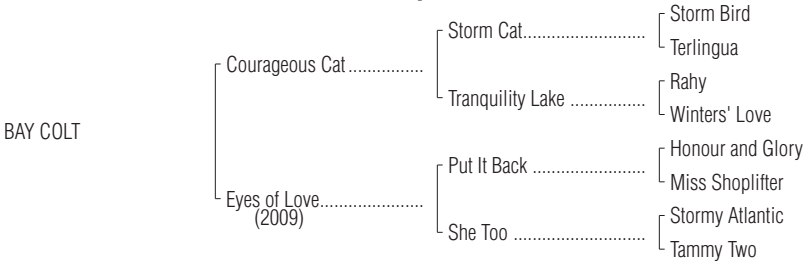 Storm Bird
Storm Cat..........................
Terlingua
Courageous Cat................
Rahy
Tranquility Lake ................
Winters' Love
BAY COLT
Honour and Glory
Put It Back ........................
Miss Shoplifter
Eyes of Love......................
(2009)
Stormy Atlantic
She Too ............................
Tammy Two